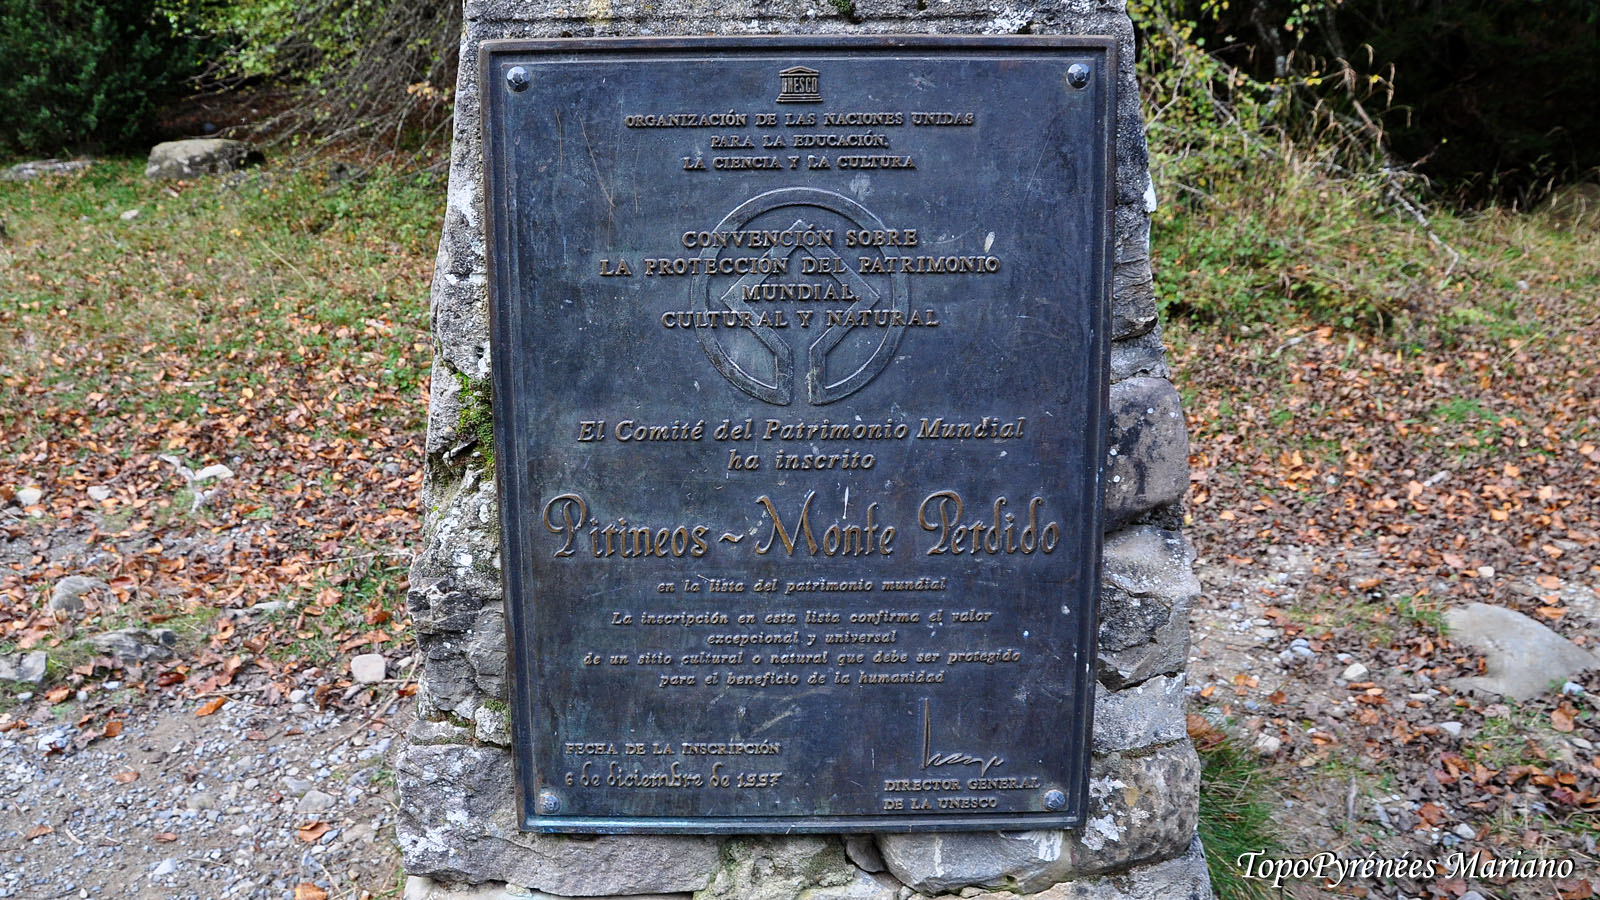 UNESCO
ORGANIZACIÓN DE LAS NACIONES UNIDAS
PARA LA EDUCACIÓN,
LA CIENCIA Y LA CULTURA
CONVENCIÓN SOBRE
LA PROTECCIÓN DEL PATRIMONIO
MUNDIAL,
CULTURAL Y NATURAL
El Comité del Patrimonio Mundial
ha inscrito
Pirineos ~ Monte Perdido
en la lista del patrimonio mundial
La inscripción en esta lista confirma el valor
excepcional y universal
de un sitio cultural o natural que debe ser protegido
para el beneficio de la humanidad
FECHA DE LA INSCRIPCIÓN
6 de diciembre de 1997
DIRECTOR GENERAL
DE LA UNESCO
TopoPyrénées Mariano